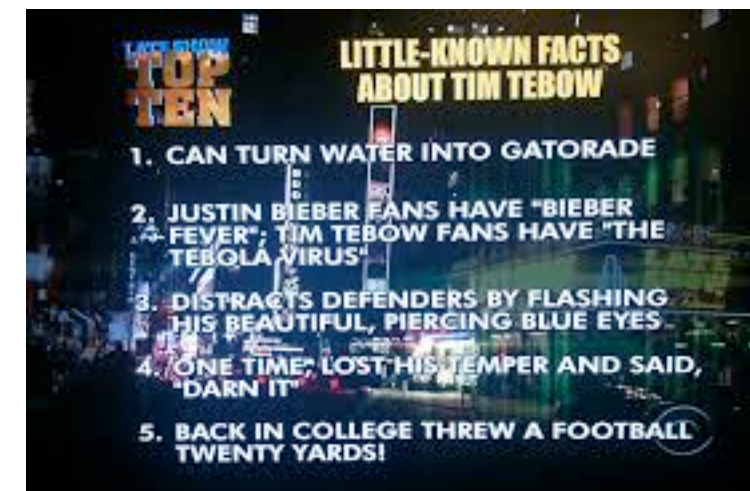 LATE SHOW
TOP
TEN
LITTLE-KNOWN FACTS
ABOUT TIM TEBOW
1. CAN TURN WATER INTO GATORADE
2. JUSTIN BIEBER FANS HAVE "BIEBER
FEVER"; TIM TEBOW FANS HAVE "THE
TEBOLA VIRUS"
3. DISTRACTS DEFENDERS BY FLASHING
HIS BEAUTIFUL, PIERCING BLUE EYES
4. ONE TIME, LOST HIS TEMPER AND SAID,
"DARN IT"
5. BACK IN COLLEGE THREW A FOOTBALL
TWENTY YARDS!